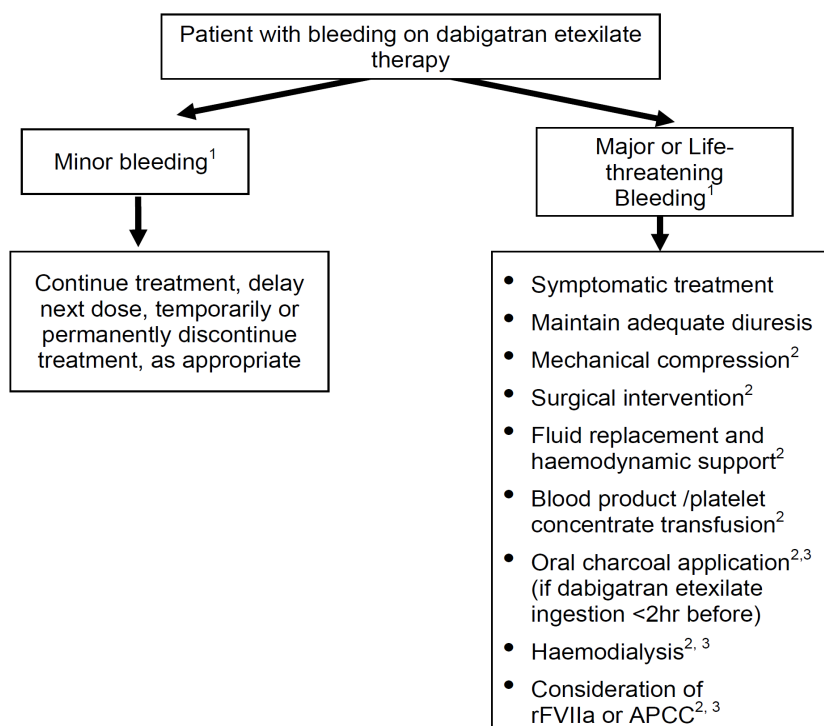 Patient with bleeding on dabigatran etexilate
therapy
Minor bleeding¹
Major or Life-
threatening
Bleeding¹
Continue treatment, delay
next dose, temporarily or
permanently discontinue
treatment, as appropriate
• Symptomatic treatment
• Maintain adequate diuresis
• Mechanical compression²
• Surgical intervention²
• Fluid replacement and
haemodynamic support²
• Blood product /platelet
concentrate transfusion²
• Oral charcoal application²,³
(if dabigatran etexilate
ingestion <2hr before)
• Haemodialysis², ³
• Consideration of
rFVIIa or APCC², ³